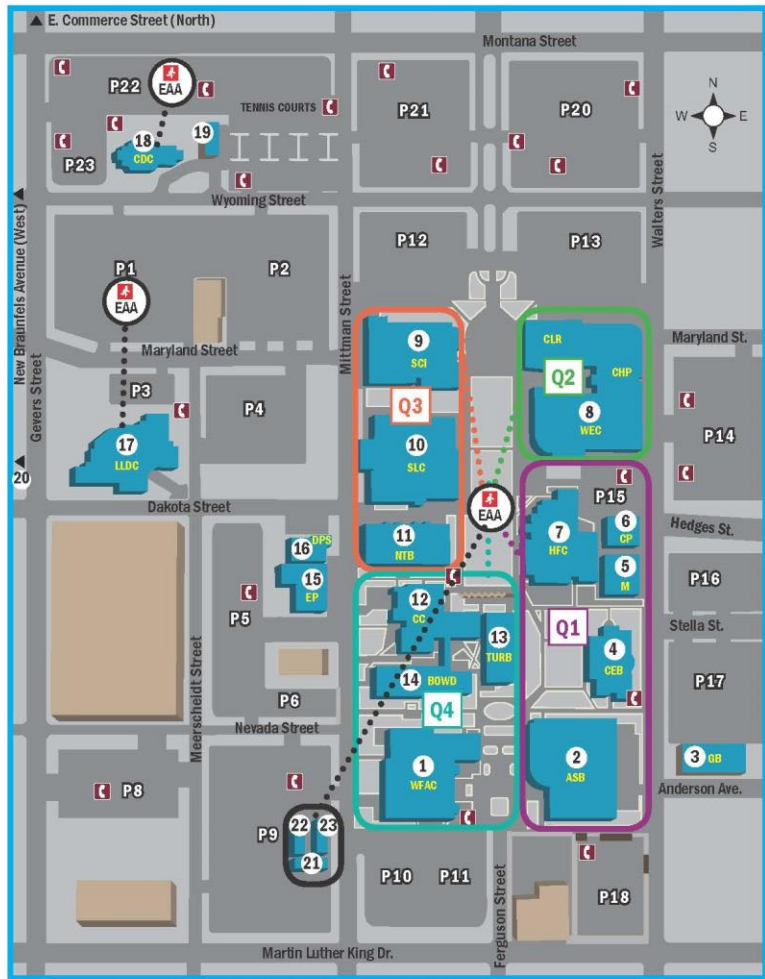 E. Commerce Street (North)
Montana Street
P22
EAA
TENNIS COURTS
P21
P20
N
W
E
S
18
CDC
19
P23
Wyoming Street
New Braunfels Avenue (West)
Walters Street
P12
P13
P1
EAA
P2
Mittman Street
9
SCI
CLR
Q2
CHP
Maryland St.
Maryland Street
Gevers Street
P3
P4
Q3
8
WEC
10
SLC
P14
17
LLDC
20
Dakota Street
EAA
P15
7
HFC
6
CP
Hedges St.
11
NTB
16
DPS
15
EP
5
M
P16
P5
12
CC
13
TURB
Q1
4
CEB
Stella St.
14
BOWD
P17
P6
Q4
Meerscheidt Street
Nevada Street
1
WFAC
2
ASB
3
GB
P8
Anderson Ave.
P9
22
23
21
P10
P11
Ferguson Street
P18
Martin Luther King Dr.